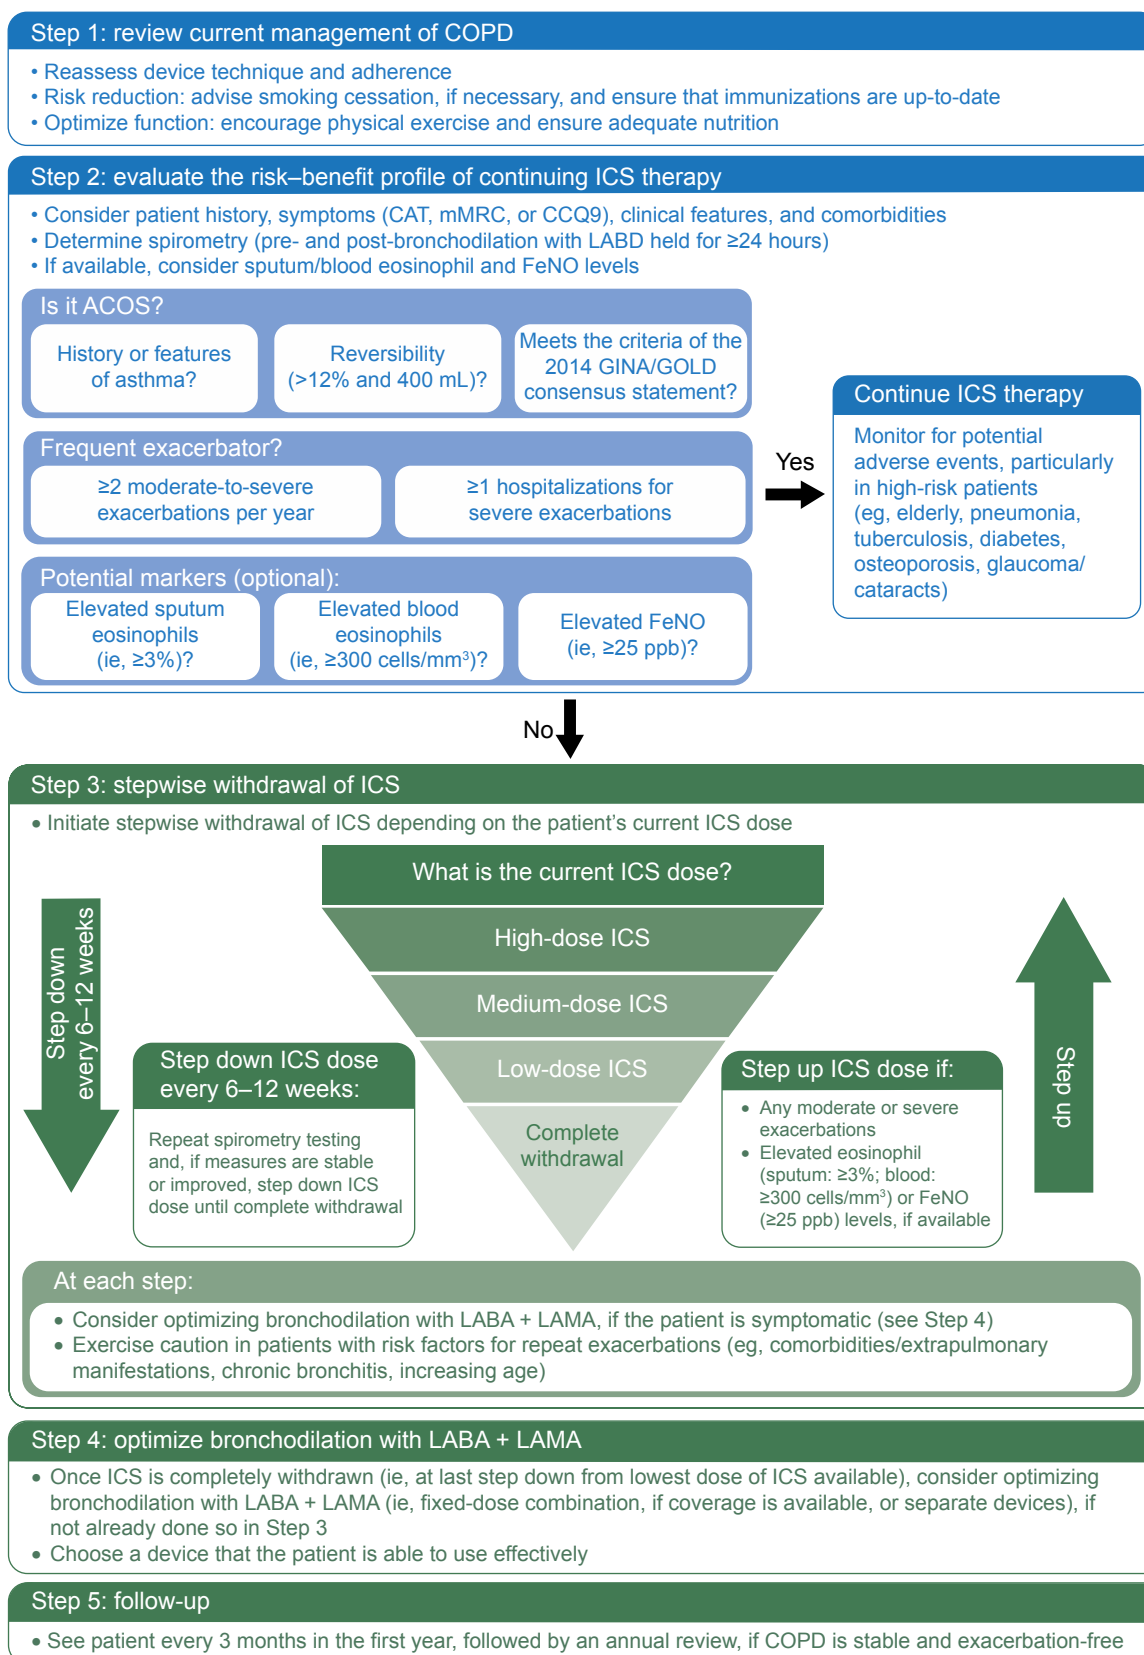 Step 1: review current management of COPD
• Reassess device technique and adherence
• Risk reduction: advise smoking cessation, if necessary, and ensure that immunizations are up-to-date
• Optimize function: encourage physical exercise and ensure adequate nutrition
Step 2: evaluate the risk–benefit profile of continuing ICS therapy
• Consider patient history, symptoms (CAT, mMRC, or CCQ9), clinical features, and comorbidities
• Determine spirometry (pre- and post-bronchodilation with LABD held for ≥24 hours)
• If available, consider sputum/blood eosinophil and FeNO levels
Is it ACOS?
History or features
of asthma?
Reversibility
(>12% and 400 mL)?
Meets the criteria of the
2014 GINA/GOLD
consensus statement?
Frequent exacerbator?
≥2 moderate-to-severe
exacerbations per year
≥1 hospitalizations for
severe exacerbations
Potential markers (optional):
Elevated sputum
eosinophils
(ie, ≥3%)?
Elevated blood
eosinophils
(ie, ≥300 cells/mm³)?
Elevated FeNO
(ie, ≥25 ppb)?
Yes
Continue ICS therapy
Monitor for potential
adverse events, particularly
in high-risk patients
(eg, elderly, pneumonia,
tuberculosis, diabetes,
osteoporosis, glaucoma/
cataracts)
No
Step 3: stepwise withdrawal of ICS
• Initiate stepwise withdrawal of ICS depending on the patient's current ICS dose
What is the current ICS dose?
High-dose ICS
Medium-dose ICS
Low-dose ICS
Complete
withdrawal
Step down
every 6–12 weeks
Step down ICS dose
every 6–12 weeks:
Repeat spirometry testing
and, if measures are stable
or improved, step down ICS
dose until complete withdrawal
Step up ICS dose if:
• Any moderate or severe
exacerbations
• Elevated eosinophil
(sputum: ≥3%; blood:
≥300 cells/mm³) or FeNO
(≥25 ppb) levels, if available
Step up
At each step:
• Consider optimizing bronchodilation with LABA + LAMA, if the patient is symptomatic (see Step 4)
• Exercise caution in patients with risk factors for repeat exacerbations (eg, comorbidities/extrapulmonary
manifestations, chronic bronchitis, increasing age)
Step 4: optimize bronchodilation with LABA + LAMA
• Once ICS is completely withdrawn (ie, at last step down from lowest dose of ICS available), consider optimizing
bronchodilation with LABA + LAMA (ie, fixed-dose combination, if coverage is available, or separate devices), if
not already done so in Step 3
• Choose a device that the patient is able to use effectively
Step 5: follow-up
• See patient every 3 months in the first year, followed by an annual review, if COPD is stable and exacerbation-free